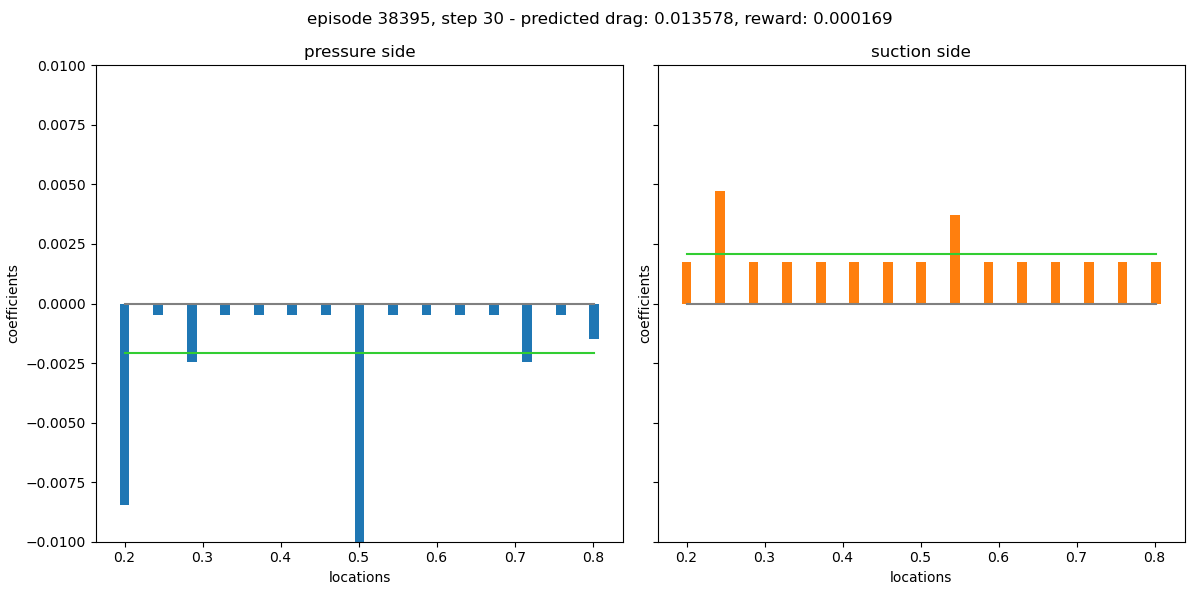 episode 38395, step 30 - predicted drag: 0.013578, reward: 0.000169
pressure side
suction side
0.0100
0.0075
0.0050
0.0025
0.0000
−0.0025
−0.0050
−0.0075
−0.0100
coefficients
coefficients
0.2 0.3 0.4 0.5 0.6 0.7 0.8
0.2 0.3 0.4 0.5 0.6 0.7 0.8
locations
locations